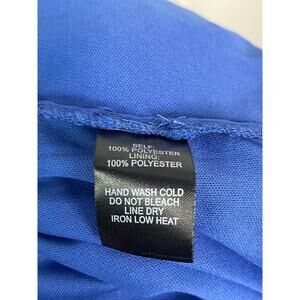 SELF:
100% POLYESTER
LINING:
100% POLYESTER
HAND WASH COLD
DO NOT BLEACH
LINE DRY
IRON LOW HEAT